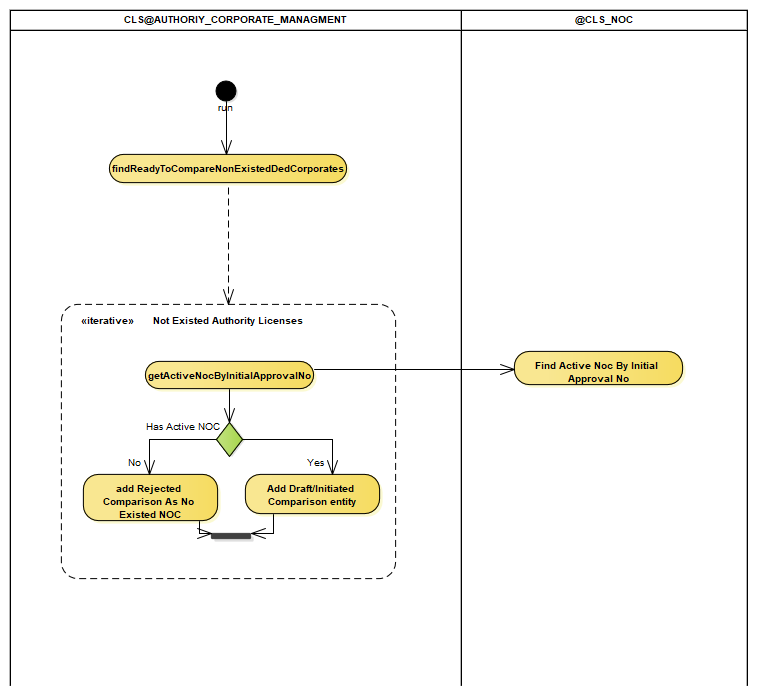 CLS@AUTHORIY_CORPORATE_MANAGMENT
@CLS_NOC
run
findReadyToCompareNonExistedDedCorporates
«iterative» Not Existed Authority Licenses
getActiveNocByInitialApprovalNo
Find Active Noc By Initial
Approval No
Has Active NOC
No
Yes
add Rejected
Comparison As No
Existed NOC
Add Draft/Initiated
Comparison entity